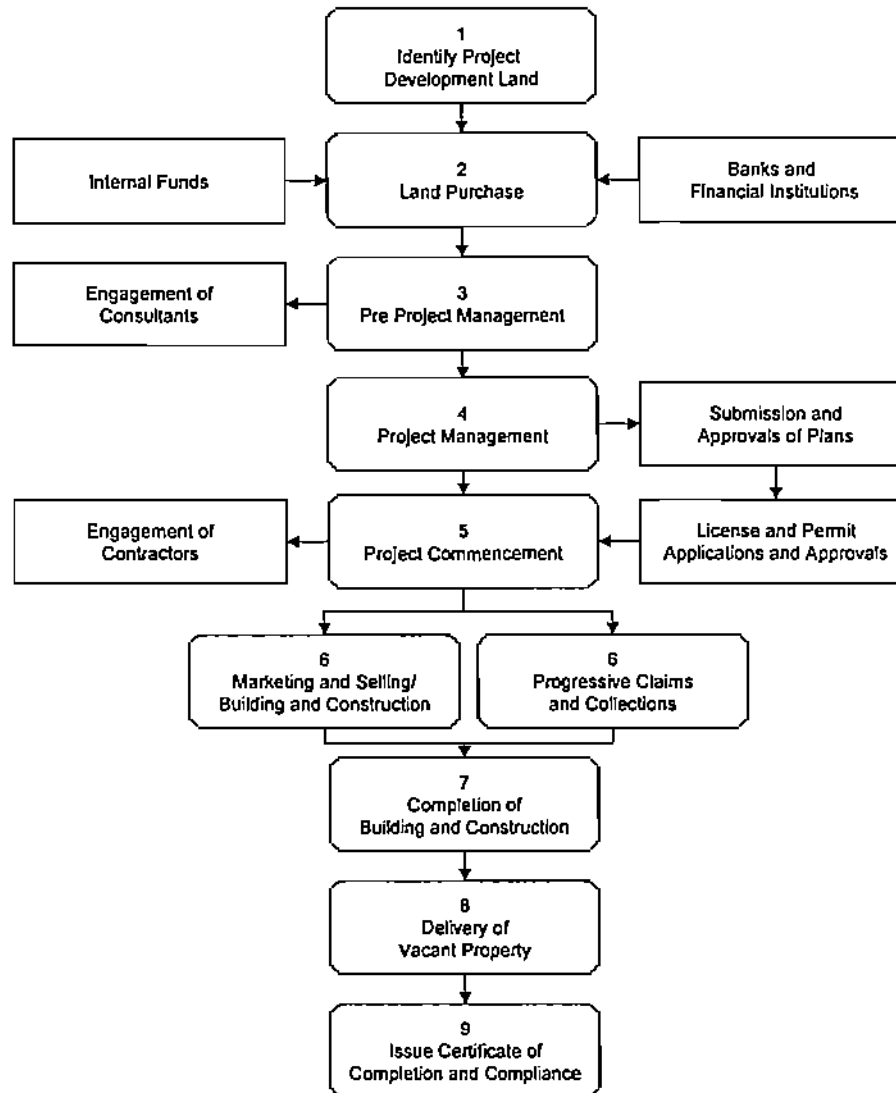 1
Identify Project
Development Land
Internal Funds
2
Land Purchase
Banks and
Financial Institutions
Engagement of
Consultants
3
Pre Project Management
4
Project Management
Submission and
Approvals of Plans
Engagement of
Contractors
5
Project Commencement
License and Permit
Applications and Approvals
6
Marketing and Selling/
Building and Construction
6
Progressive Claims
and Collections
7
Completion of
Building and Construction
8
Delivery of
Vacant Property
9
Issue Certificate of
Completion and Compliance